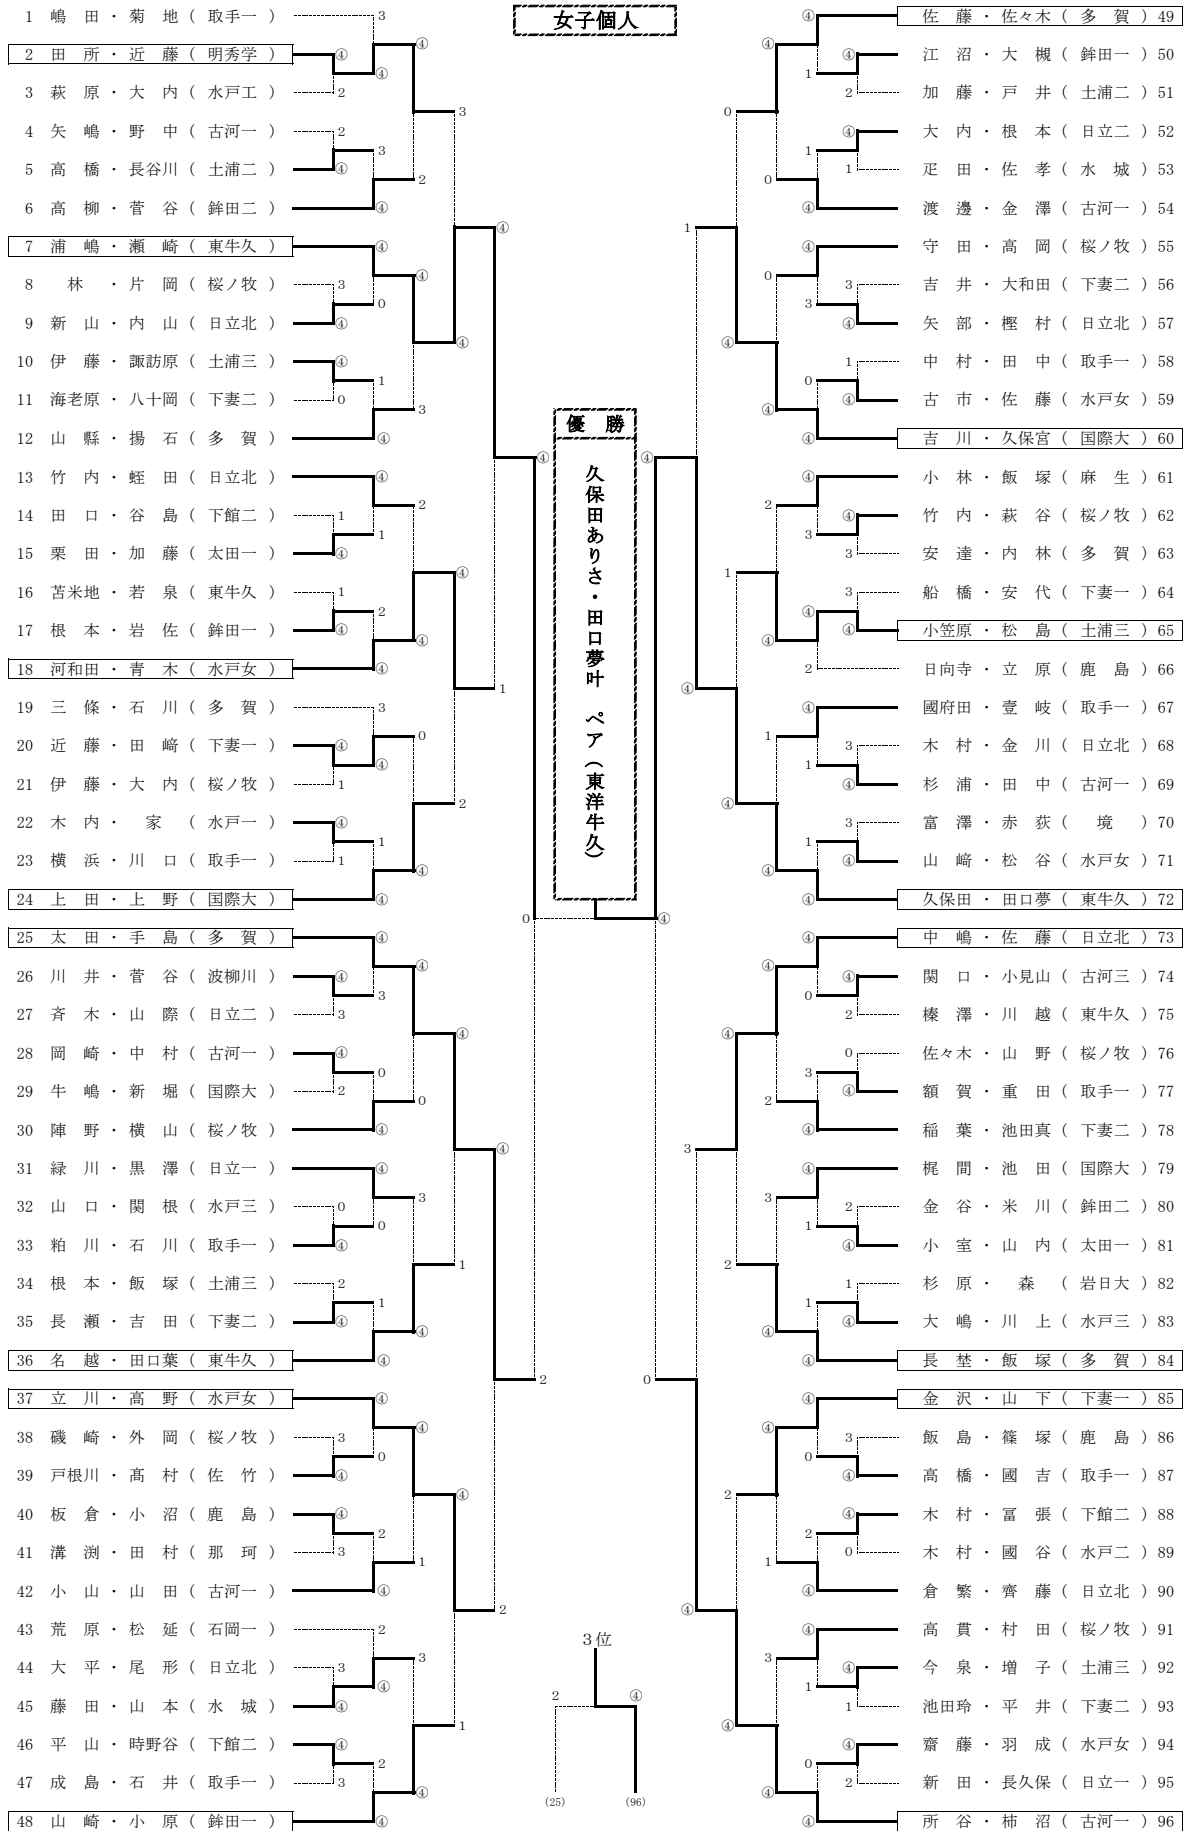 女子個人
1 嶋田・菊地（取手一）
2 田所・近藤（明秀学）
3 萩原・大内（水戸工）
4 矢嶋・野中（古河一）
5 高橋・長谷川（土浦二）
6 高柳・菅谷（鉾田二）
7 浦嶋・瀬崎（東牛久）
8 林・片岡（桜ノ牧）
9 新山・内山（日立北）
10 伊藤・諏訪原（土浦三）
11 海老原・八十岡（下妻二）
12 山縣・揚石（多賀）
13 竹内・蛭田（日立北）
14 田口・谷島（下館二）
15 栗田・加藤（太田一）
16 苫米地・若泉（東牛久）
17 根本・岩佐（鉾田一）
18 河和田・青木（水戸女）
19 三條・石川（多賀）
20 近藤・田﨑（下妻一）
21 伊藤・大内（桜ノ牧）
22 木内・家（水戸一）
23 横浜・川口（取手一）
24 上田・上野（国際大）
25 太田・手島（多賀）
26 川井・菅谷（波柳川）
27 斉木・山際（日立二）
28 岡崎・中村（古河一）
29 牛嶋・新堀（国際大）
30 陣野・横山（桜ノ牧）
31 緑川・黒澤（日立一）
32 山口・関根（水戸三）
33 粕川・石川（取手一）
34 根本・飯塚（土浦三）
35 長瀬・吉田（下妻二）
36 名越・田口葉（東牛久）
37 立川・高野（水戸女）
38 磯崎・外岡（桜ノ牧）
39 戸根川・髙村（佐竹）
40 板倉・小沼（鹿島）
41 溝渕・田村（那珂）
42 小山・山田（古河一）
43 荒原・松延（石岡一）
44 大平・尾形（日立北）
45 藤田・山本（水城）
46 平山・時野谷（下館二）
47 成島・石井（取手一）
48 山崎・小原（鉾田一）
優勝
久保田ありさ・田口夢叶　ペア（東洋牛久）
3位
2 ④
(25) (96)
佐藤・佐々木（多賀）49
江沼・大槻（鉾田一）50
加藤・戸井（土浦二）51
大内・根本（日立二）52
疋田・佐孝（水城）53
渡邊・金澤（古河一）54
守田・高岡（桜ノ牧）55
吉井・大和田（下妻二）56
矢部・樫村（日立北）57
中村・田中（取手一）58
古市・佐藤（水戸女）59
吉川・久保宮（国際大）60
小林・飯塚（麻生）61
竹内・萩谷（桜ノ牧）62
安達・内林（多賀）63
船橋・安代（下妻一）64
小笠原・松島（土浦三）65
日向寺・立原（鹿島）66
國府田・壹岐（取手一）67
木村・金川（日立北）68
杉浦・田中（古河一）69
富澤・赤荻（境）70
山﨑・松谷（水戸女）71
久保田・田口夢（東牛久）72
中嶋・佐藤（日立北）73
関口・小見山（古河三）74
榛澤・川越（東牛久）75
佐々木・山野（桜ノ牧）76
額賀・重田（取手一）77
稲葉・池田真（下妻二）78
梶間・池田（国際大）79
金谷・米川（鉾田二）80
小室・山内（太田一）81
杉原・森（岩日大）82
大嶋・川上（水戸三）83
長埜・飯塚（多賀）84
金沢・山下（下妻一）85
飯島・篠塚（鹿島）86
高橋・國吉（取手一）87
木村・冨張（下館二）88
木村・國谷（水戸二）89
倉繁・齊藤（日立北）90
高貫・村田（桜ノ牧）91
今泉・増子（土浦三）92
池田玲・平井（下妻二）93
齋藤・羽成（水戸女）94
新田・長久保（日立一）95
所谷・柿沼（古河一）96